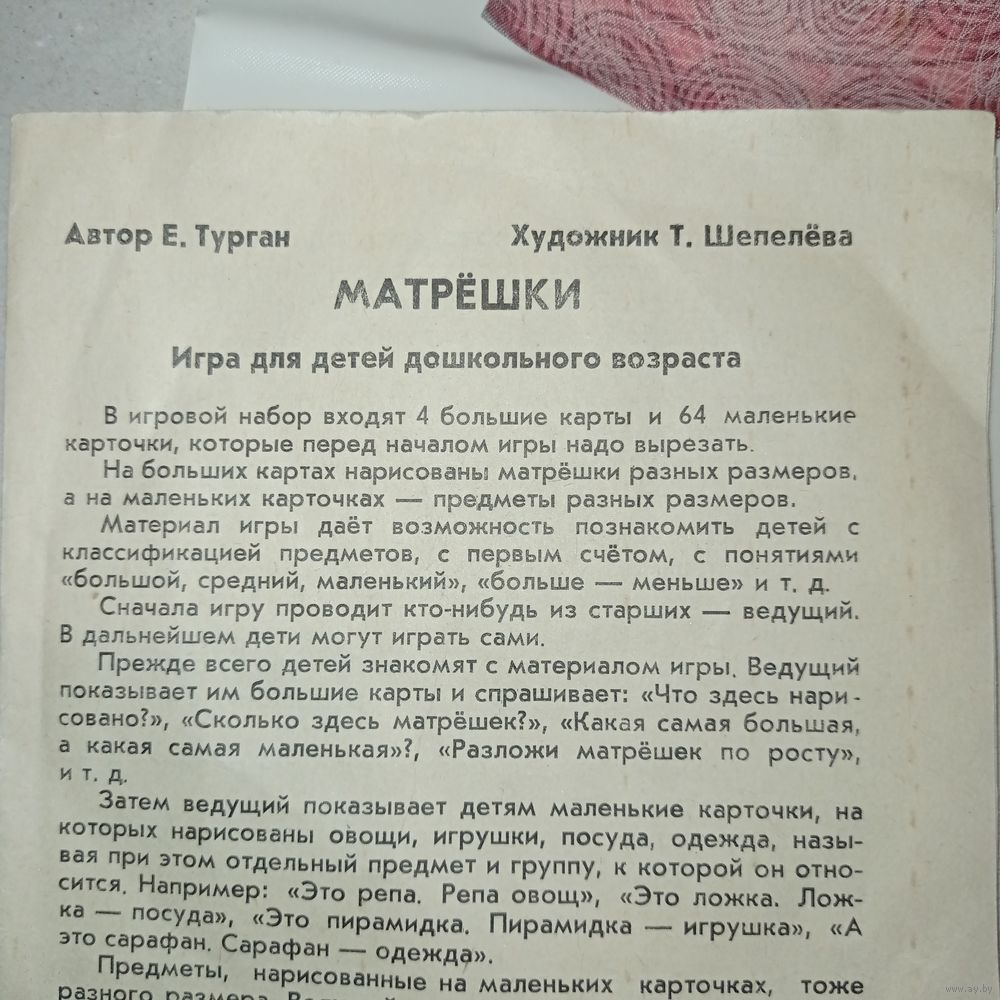 Автор Е. Турган
Художник Т. Шепелёва
МАТРЁШКИ
Игра для детей дошкольного возраста
В игровой набор входят 4 большие карты и 64 маленькие
карточки, которые перед началом игры надо вырезать.
На больших картах нарисованы матрёшки разных размеров,
а на маленьких карточках — предметы разных размеров.
Материал игры даёт возможность познакомить детей с
классификацией предметов, с первым счётом, с понятиями
«большой, средний, маленький», «больше — меньше» и т. д.
Сначала игру проводит кто-нибудь из старших — ведущий.
В дальнейшем дети могут играть сами.
Прежде всего детей знакомят с материалом игры. Ведущий
показывает им большие карты и спрашивает: «Что здесь нари-
совано?», «Сколько здесь матрёшек?», «Какая самая большая,
а какая самая маленькая»?, «Разложи матрёшек по росту»,
и т. д.
Затем ведущий показывает детям маленькие карточки, на
которых нарисованы овощи, игрушки, посуда, одежда, назы-
вая при этом отдельный предмет и группу, к которой он отно-
сится. Например: «Это репа. Репа овощ», «Это ложка. Лож-
ка — посуда», «Это пирамидка. Пирамидка — игрушка», «А
это сарафан. Сарафан — одежда».
Предметы, нарисованные на маленьких карточках, тоже
разного размера.
www.ay.by